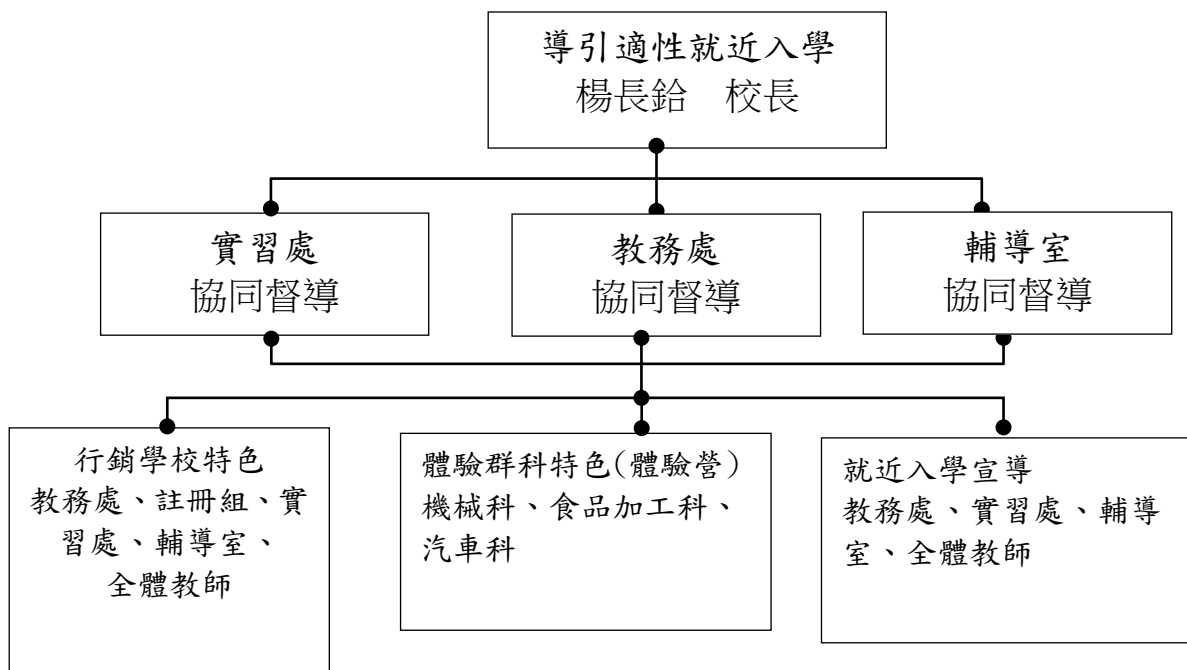 導引適性就近入學
楊長鉿　校長
實習處
協同督導
教務處
協同督導
輔導室
協同督導
行銷學校特色
教務處、註冊組、實
習處、輔導室、
全體教師
體驗群科特色(體驗營)
機械科、食品加工科、
汽車科
就近入學宣導
教務處、實習處、輔導
室、全體教師